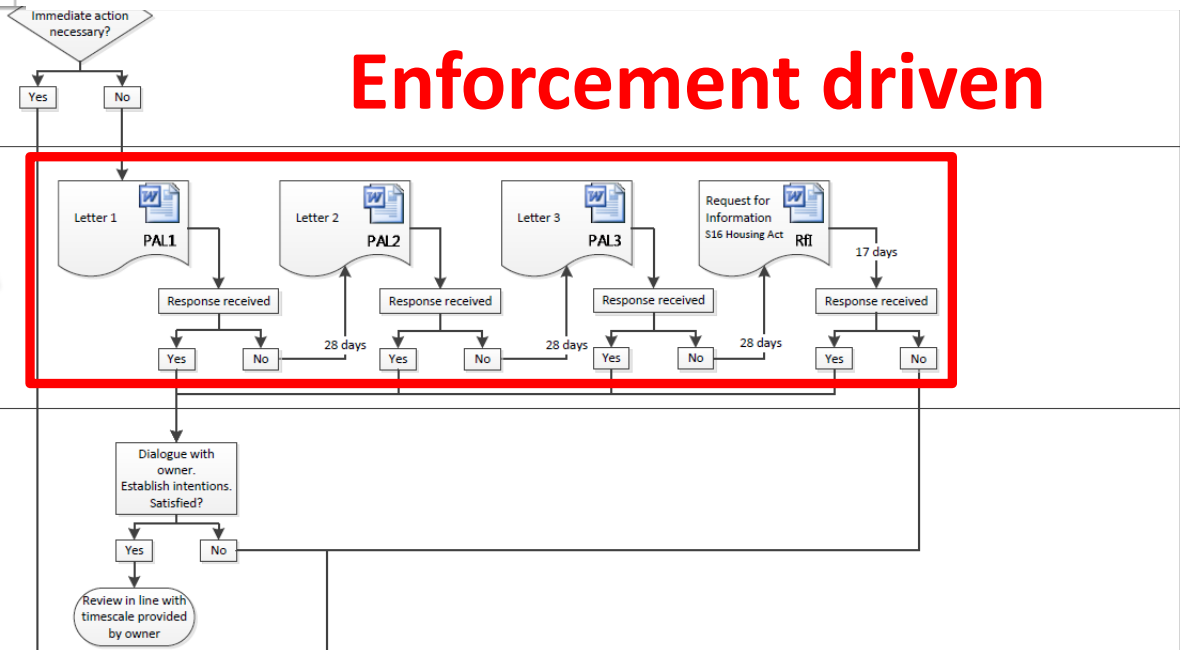 Immediate action
necessary?
Enforcement driven
Yes
No
Letter 1
W
PAL1
Letter 2
W
PAL2
Letter 3
W
PAL3
Request for
Information
S16 Housing Act
W
RfI
17 days
Response received
Response received
Response received
Response received
Yes
No
28 days
Yes
No
28 days
Yes
No
28 days
Yes
No
Dialogue with
owner.
Establish intentions.
Satisfied?
Yes
No
Review in line with
timescale provided
by owner